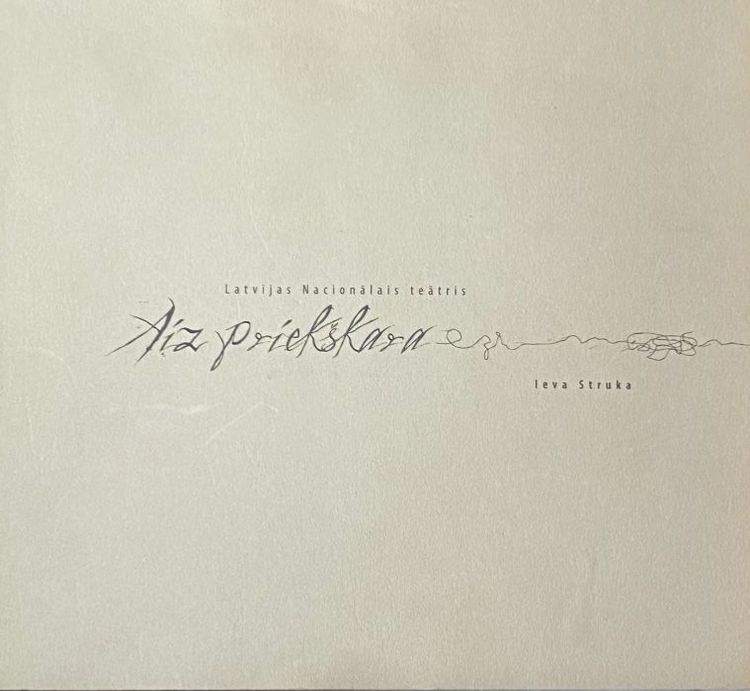 Latvijas Nacionālais teātris
Aiz priekškara
Ieva Struka